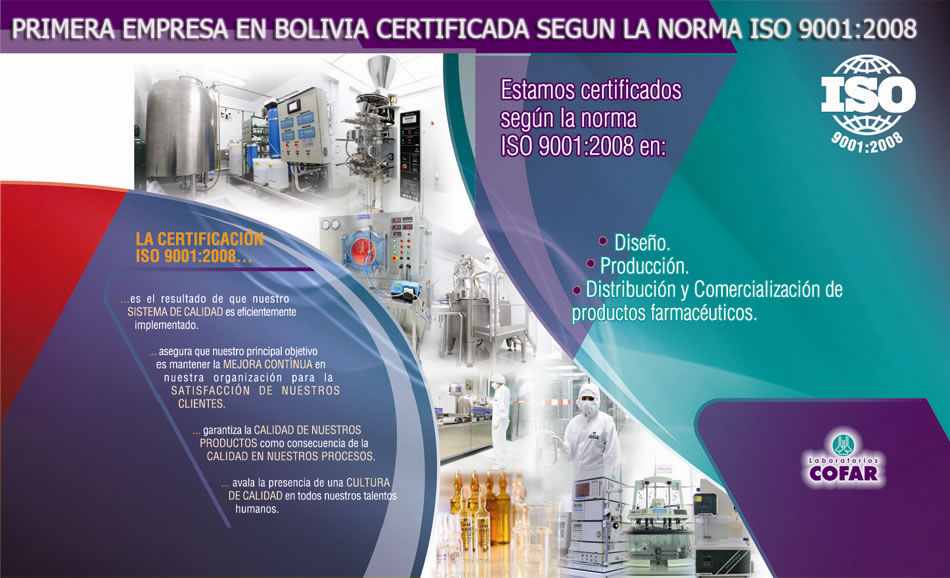 PRIMERA EMPRESA EN BOLIVIA CERTIFICADA SEGUN LA NORMA ISO 9001:2008
Estamos certificados
según la norma
ISO 9001:2008 en:
ISO
9001:2008
• Diseño.
• Producción.
• Distribución y Comercialización de
productos farmacéuticos.
LA CERTIFICACIÓN
ISO 9001:2008...
...es el resultado de que nuestro
SISTEMA DE CALIDAD es eficientemente
implementado.
... asegura que nuestro principal objetivo
es mantener la MEJORA CONTÍNUA en
nuestra organización para la
SATISFACCIÓN DE NUESTROS
CLIENTES.
... garantiza la CALIDAD DE NUESTROS
PRODUCTOS como consecuencia de la
CALIDAD EN NUESTROS PROCESOS.
... avala la presencia de una CULTURA
DE CALIDAD en todos nuestros talentos
humanos.
COFAR
Laboratorios
COFAR